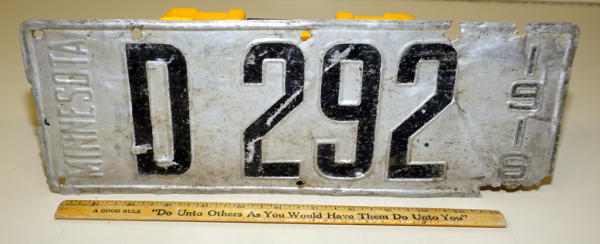 MINNESOTA
D 292
1916
A GOOD RULE "Do Unto Others As You Would Have Them Do Unto You"